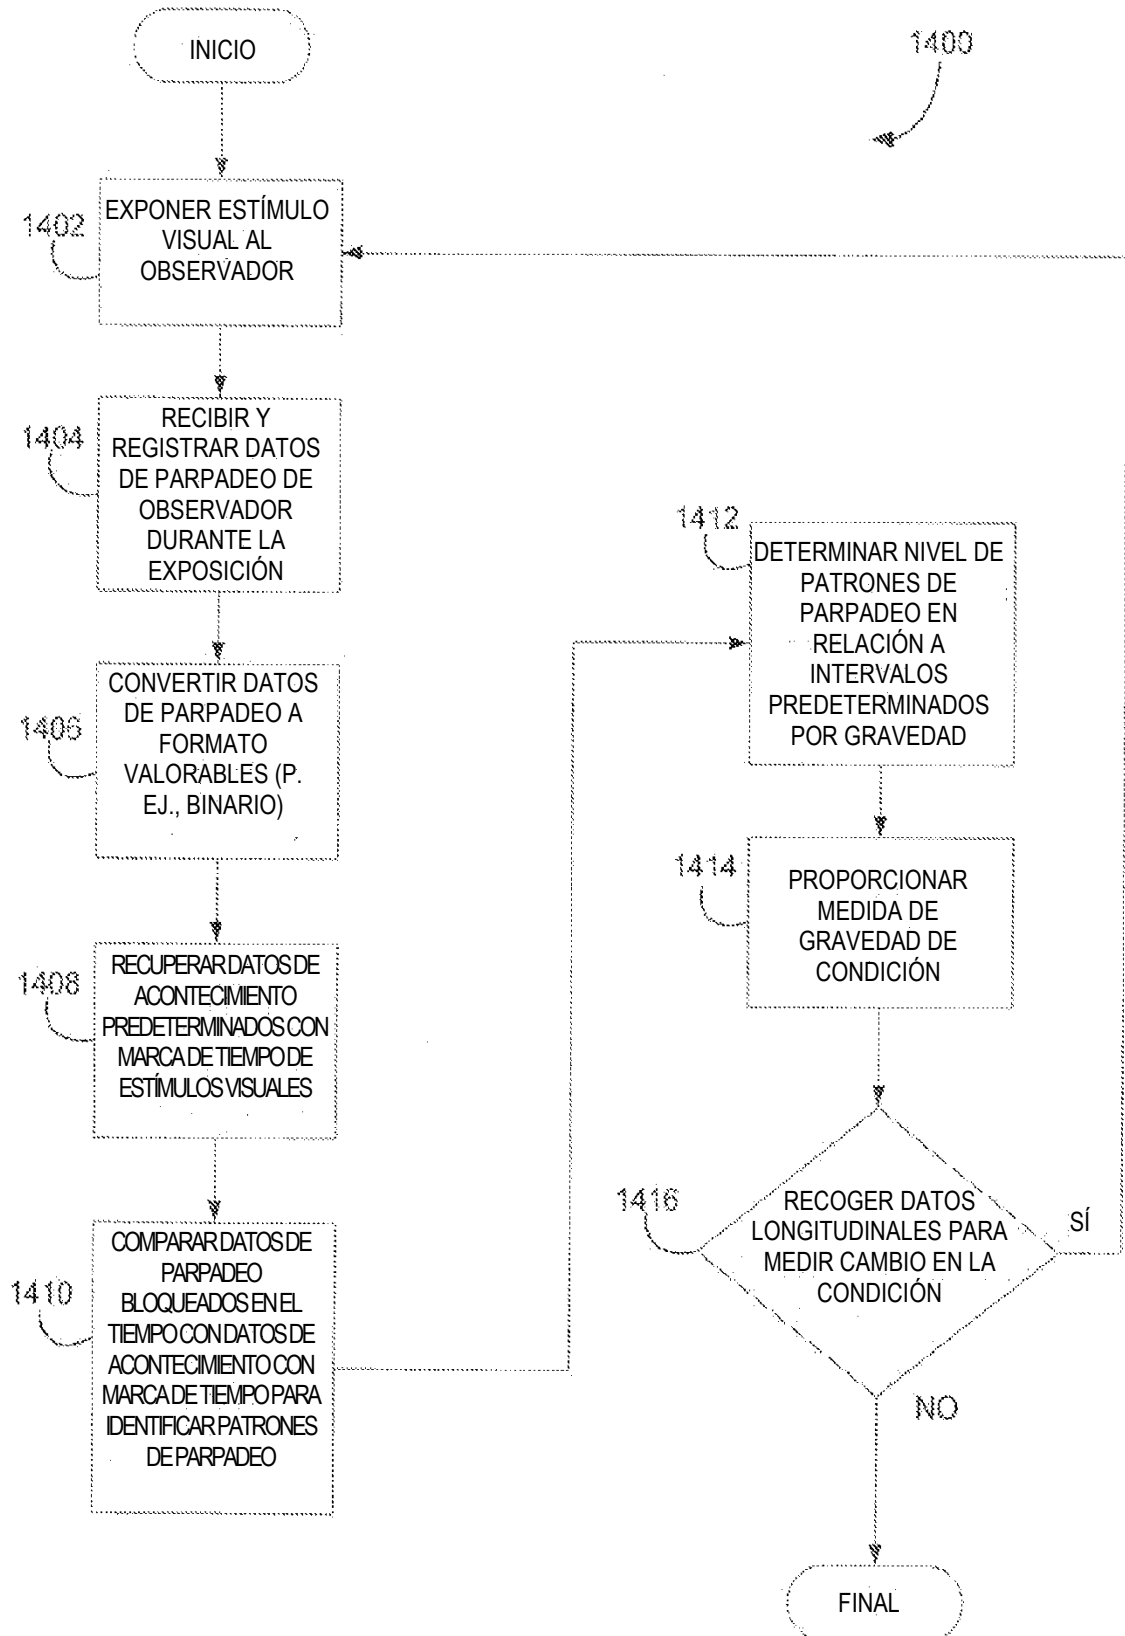 INICIO
1400
1402
EXPONER ESTÍMULO
VISUAL AL
OBSERVADOR
1404
RECIBIR Y
REGISTRAR DATOS
DE PARPADEO DE
OBSERVADOR
DURANTE LA
EXPOSICIÓN
1406
CONVERTIR DATOS
DE PARPADEO A
FORMATO
VALORABLES (P.
EJ., BINARIO)
1408
RECUPERAR DATOS DE
ACONTECIMIENTO
PREDETERMINADOS CON
MARCA DE TIEMPO DE
ESTÍMULOS VISUALES
1410
COMPARAR DATOS DE
PARPADEO
BLOQUEADOS EN EL
TIEMPO CON DATOS DE
ACONTECIMIENTO CON
MARCA DE TIEMPO PARA
IDENTIFICAR PATRONES
DE PARPADEO
1412
DETERMINAR NIVEL DE
PATRONES DE
PARPADEO EN
RELACIÓN A
INTERVALOS
PREDETERMINADOS
POR GRAVEDAD
1414
PROPORCIONAR
MEDIDA DE
GRAVEDAD DE
CONDICIÓN
1416
RECOGER DATOS
LONGITUDINALES PARA
MEDIR CAMBIO EN LA
CONDICIÓN
SÍ
NO
FINAL